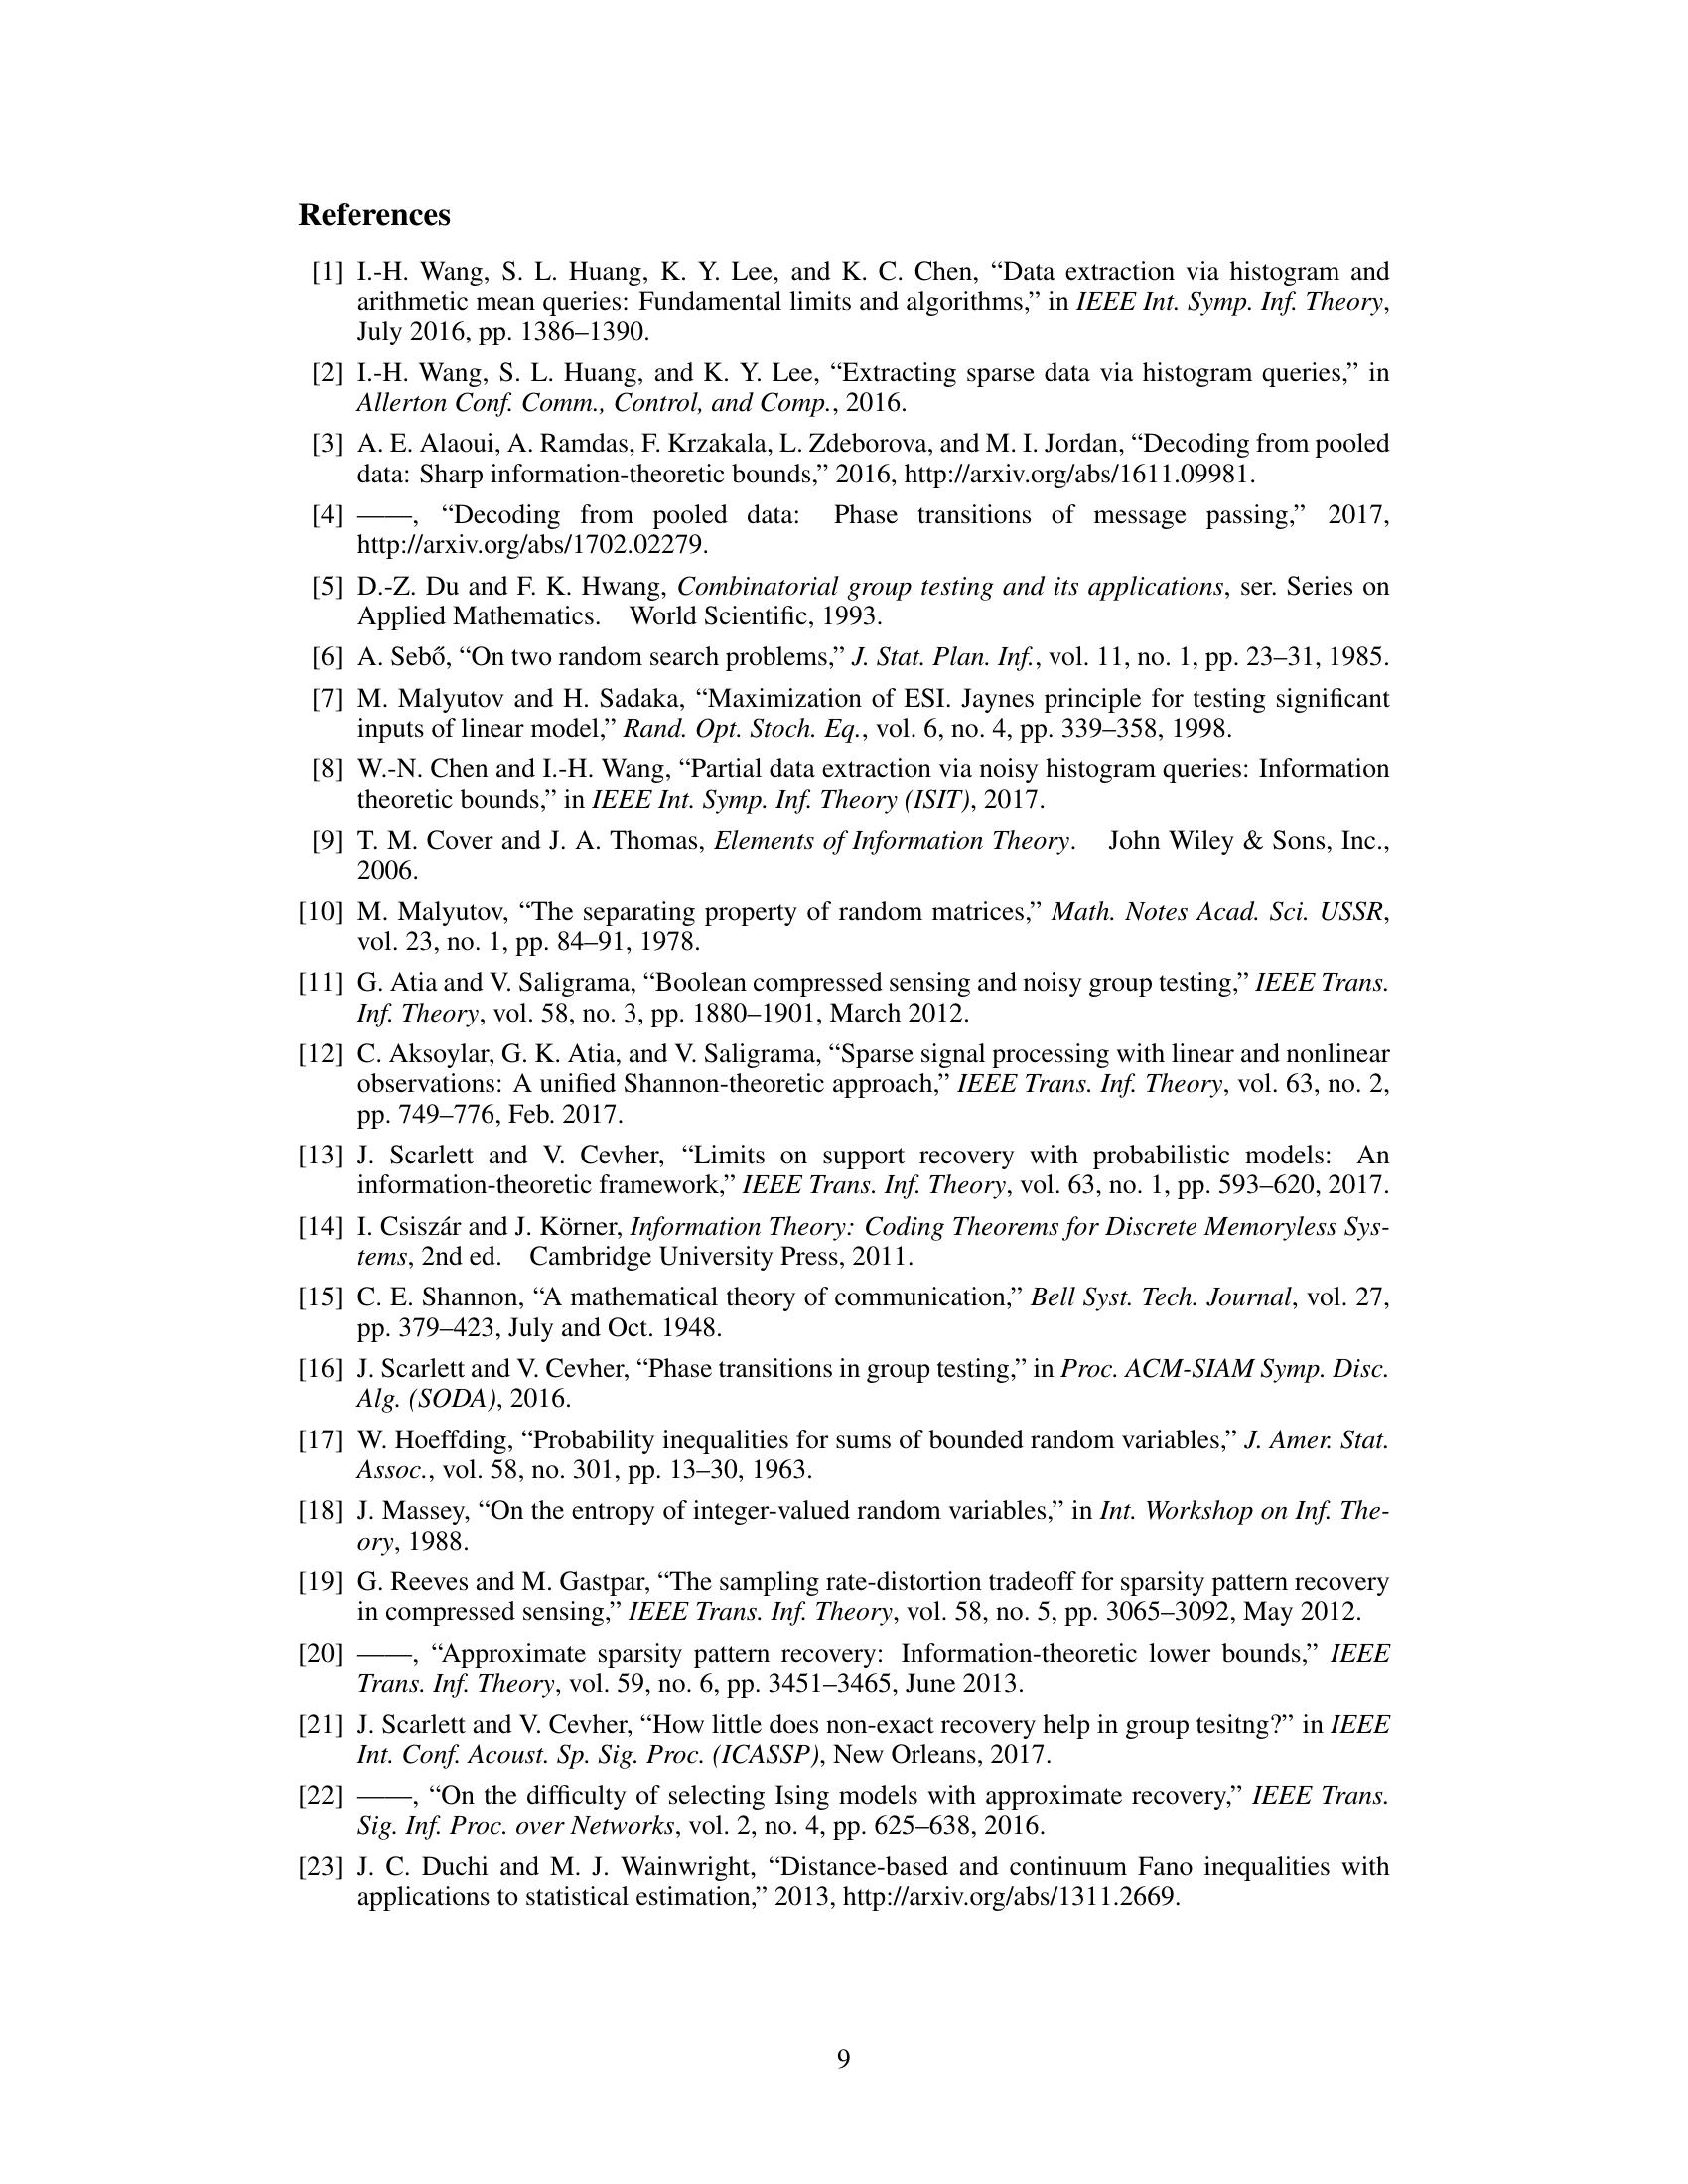 References
[1] I.-H. Wang, S. L. Huang, K. Y. Lee, and K. C. Chen, “Data extraction via histogram and
arithmetic mean queries: Fundamental limits and algorithms,” in IEEE Int. Symp. Inf. Theory,
July 2016, pp. 1386–1390.
[2] I.-H. Wang, S. L. Huang, and K. Y. Lee, “Extracting sparse data via histogram queries,” in
Allerton Conf. Comm., Control, and Comp., 2016.
[3] A. E. Alaoui, A. Ramdas, F. Krzakala, L. Zdeborova, and M. I. Jordan, “Decoding from pooled
data: Sharp information-theoretic bounds,” 2016, http://arxiv.org/abs/1611.09981.
[4] ——, “Decoding from pooled data: Phase transitions of message passing,” 2017,
http://arxiv.org/abs/1702.02279.
[5] D.-Z. Du and F. K. Hwang, Combinatorial group testing and its applications, ser. Series on
Applied Mathematics. World Scientific, 1993.
[6] A. Sebő, “On two random search problems,” J. Stat. Plan. Inf., vol. 11, no. 1, pp. 23–31, 1985.
[7] M. Malyutov and H. Sadaka, “Maximization of ESI. Jaynes principle for testing significant
inputs of linear model,” Rand. Opt. Stoch. Eq., vol. 6, no. 4, pp. 339–358, 1998.
[8] W.-N. Chen and I.-H. Wang, “Partial data extraction via noisy histogram queries: Information
theoretic bounds,” in IEEE Int. Symp. Inf. Theory (ISIT), 2017.
[9] T. M. Cover and J. A. Thomas, Elements of Information Theory. John Wiley & Sons, Inc.,
2006.
[10] M. Malyutov, “The separating property of random matrices,” Math. Notes Acad. Sci. USSR,
vol. 23, no. 1, pp. 84–91, 1978.
[11] G. Atia and V. Saligrama, “Boolean compressed sensing and noisy group testing,” IEEE Trans.
Inf. Theory, vol. 58, no. 3, pp. 1880–1901, March 2012.
[12] C. Aksoylar, G. K. Atia, and V. Saligrama, “Sparse signal processing with linear and nonlinear
observations: A unified Shannon-theoretic approach,” IEEE Trans. Inf. Theory, vol. 63, no. 2,
pp. 749–776, Feb. 2017.
[13] J. Scarlett and V. Cevher, “Limits on support recovery with probabilistic models: An
information-theoretic framework,” IEEE Trans. Inf. Theory, vol. 63, no. 1, pp. 593–620, 2017.
[14] I. Csiszár and J. Körner, Information Theory: Coding Theorems for Discrete Memoryless Sys-
tems, 2nd ed. Cambridge University Press, 2011.
[15] C. E. Shannon, “A mathematical theory of communication,” Bell Syst. Tech. Journal, vol. 27,
pp. 379–423, July and Oct. 1948.
[16] J. Scarlett and V. Cevher, “Phase transitions in group testing,” in Proc. ACM-SIAM Symp. Disc.
Alg. (SODA), 2016.
[17] W. Hoeffding, “Probability inequalities for sums of bounded random variables,” J. Amer. Stat.
Assoc., vol. 58, no. 301, pp. 13–30, 1963.
[18] J. Massey, “On the entropy of integer-valued random variables,” in Int. Workshop on Inf. The-
ory, 1988.
[19] G. Reeves and M. Gastpar, “The sampling rate-distortion tradeoff for sparsity pattern recovery
in compressed sensing,” IEEE Trans. Inf. Theory, vol. 58, no. 5, pp. 3065–3092, May 2012.
[20] ——, “Approximate sparsity pattern recovery: Information-theoretic lower bounds,” IEEE
Trans. Inf. Theory, vol. 59, no. 6, pp. 3451–3465, June 2013.
[21] J. Scarlett and V. Cevher, “How little does non-exact recovery help in group tesitng?” in IEEE
Int. Conf. Acoust. Sp. Sig. Proc. (ICASSP), New Orleans, 2017.
[22] ——, “On the difficulty of selecting Ising models with approximate recovery,” IEEE Trans.
Sig. Inf. Proc. over Networks, vol. 2, no. 4, pp. 625–638, 2016.
[23] J. C. Duchi and M. J. Wainwright, “Distance-based and continuum Fano inequalities with
applications to statistical estimation,” 2013, http://arxiv.org/abs/1311.2669.
9